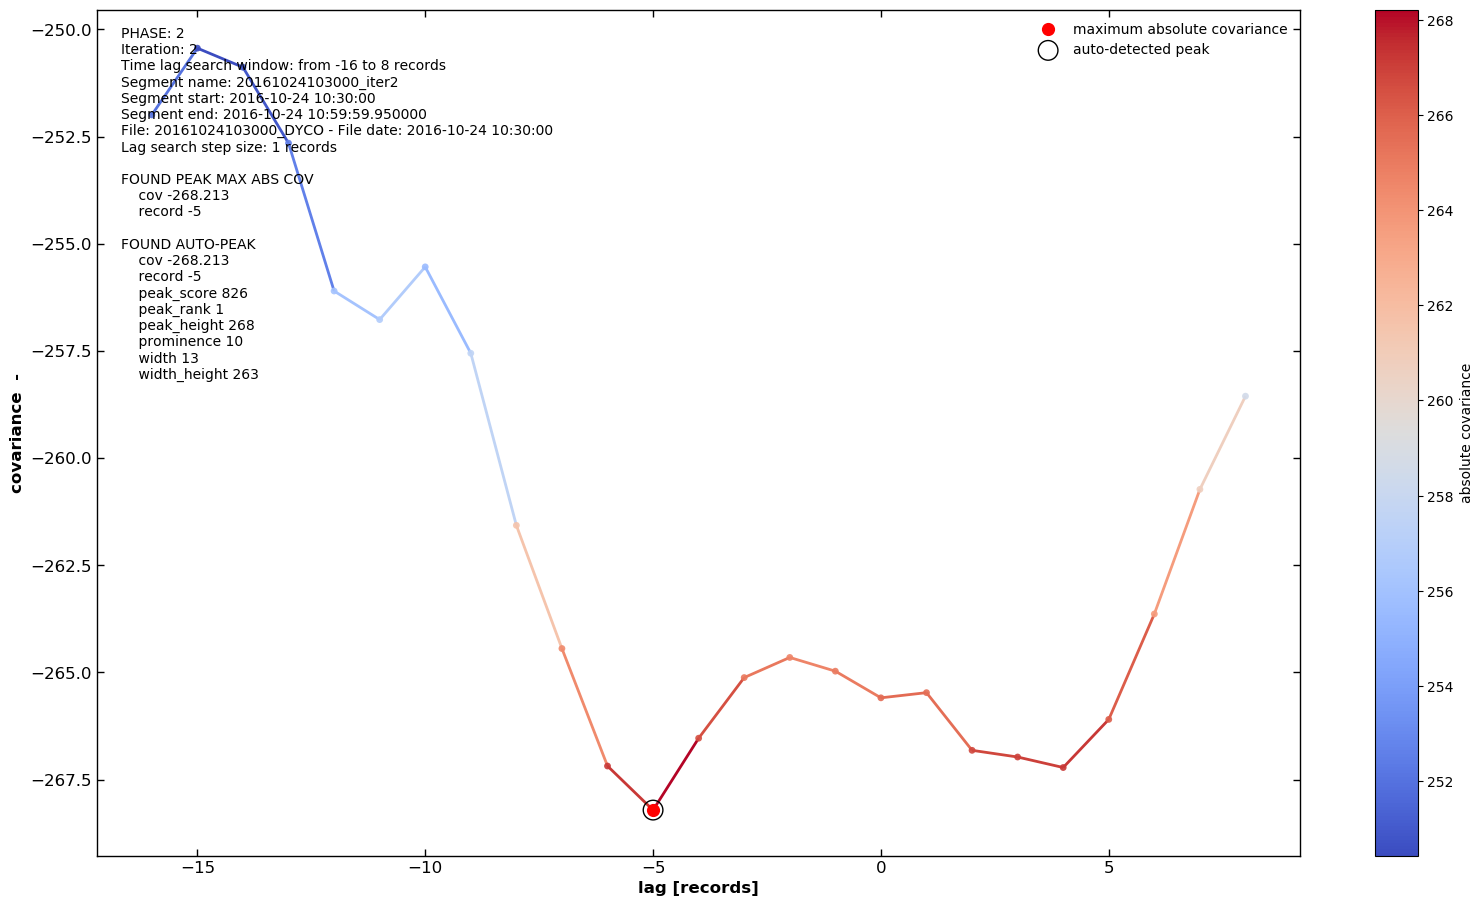 PHASE: 2
Iteration: 2
Time lag search window: from -16 to 8 records
Segment name: 20161024103000_iter2
Segment start: 2016-10-24 10:30:00
Segment end: 2016-10-24 10:59:59.950000
File: 20161024103000_DYCO - File date: 2016-10-24 10:30:00
Lag search step size: 1 records
FOUND PEAK MAX ABS COV
cov -268.213
record -5
FOUND AUTO-PEAK
cov -268.213
record -5
peak_score 826
peak_rank 1
peak_height 268
prominence 10
width 13
width_height 263
maximum absolute covariance
auto-detected peak
−250.0
−252.5
−255.0
−257.5
−260.0
−262.5
−265.0
−267.5
covariance -
−15
−10
−5
0
5
lag [records]
268
266
264
262
260
258
256
254
252
absolute covariance